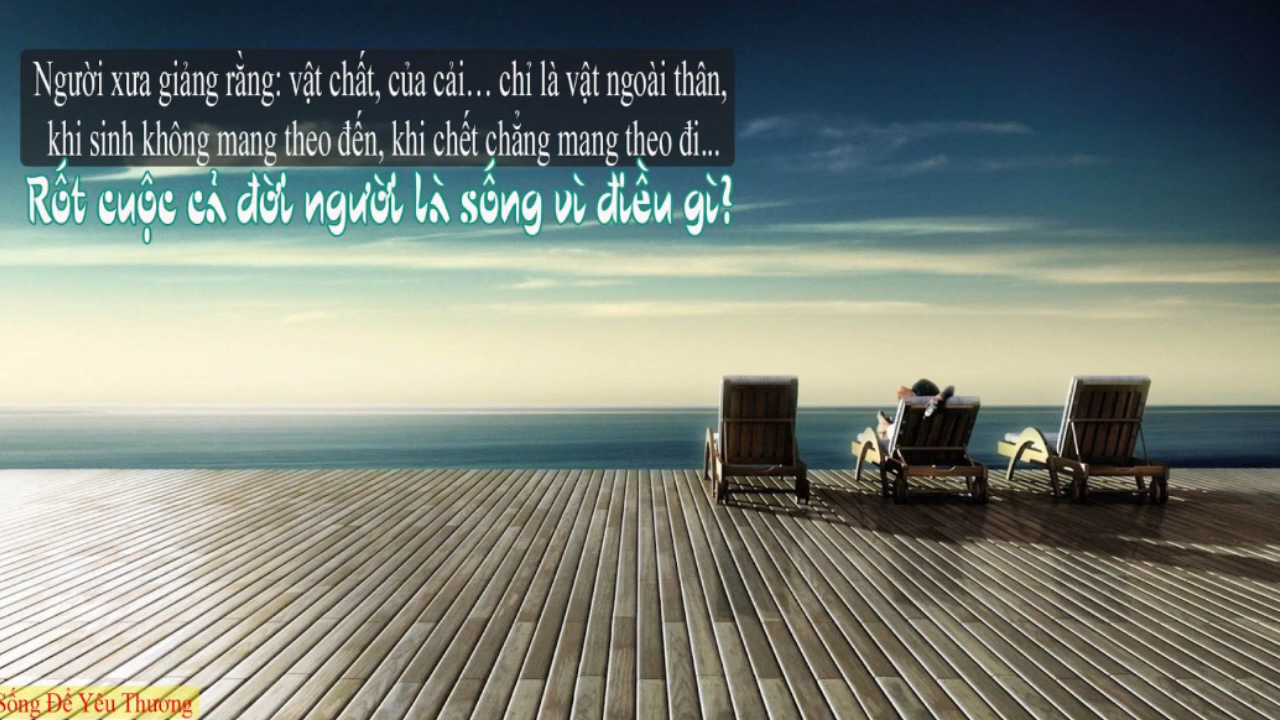 Người xưa giảng rằng: vật chất, của cải... chỉ là vật ngoài thân,
khi sinh không mang theo đến, khi chết chẳng mang theo đi...
Rốt cuộc cả đời người là sống vì điều gì?
Sống Để Yêu Thương